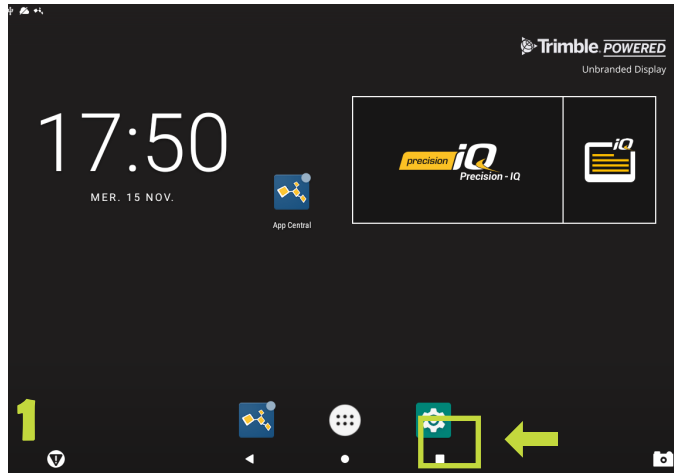 Trimble. POWERED
Unbranded Display
17:50
MER. 15 NOV.
App Central
precision iQ
Precision - IQ
iQ
1